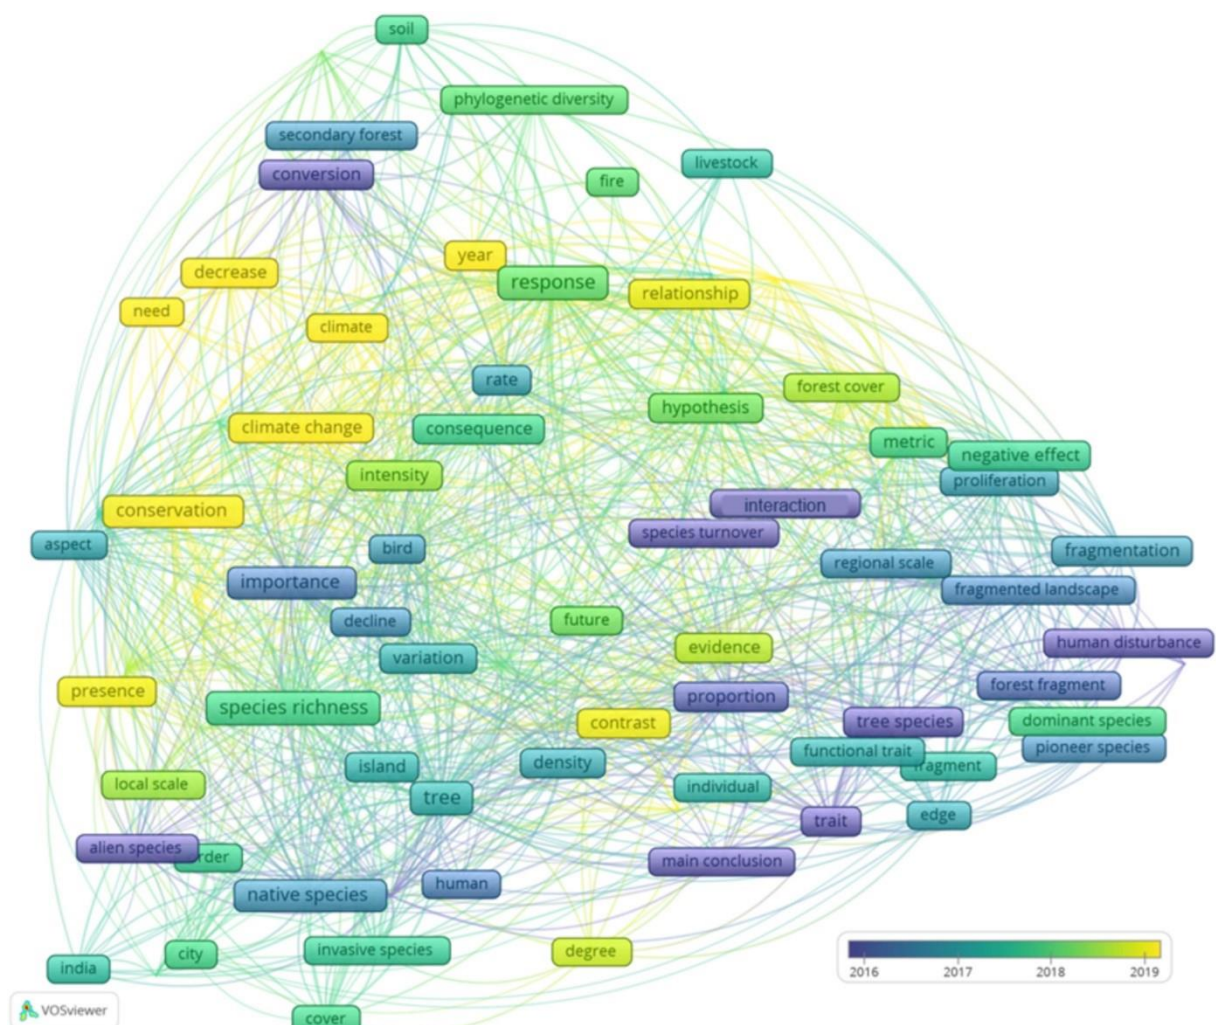 soil
phylogenetic diversity
secondary forest
livestock
conversion
fire
year
decrease
response
relationship
need
climate
rate
forest cover
hypothesis
climate change
consequence
metric
negative effect
intensity
proliferation
interaction
conservation
species turnover
aspect
bird
fragmentation
regional scale
importance
fragmented landscape
decline
future
human disturbance
evidence
variation
forest fragment
presence
proportion
species richness
contrast
tree species
dominant species
pioneer species
functional trait
density
island
fragment
local scale
individual
tree
edge
trait
alien species
rder
main conclusion
human
native species
invasive species
degree
city
india
2016 2017 2018 2019
VOSviewer
cover